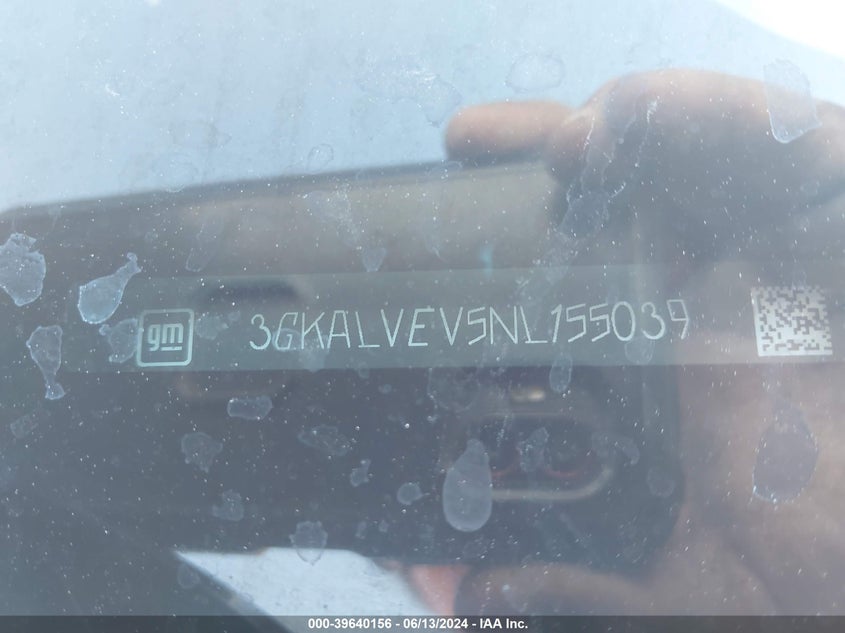 gm 3GKALVEV5NL155039
000-39640156 - 06/13/2024 - IAA Inc.